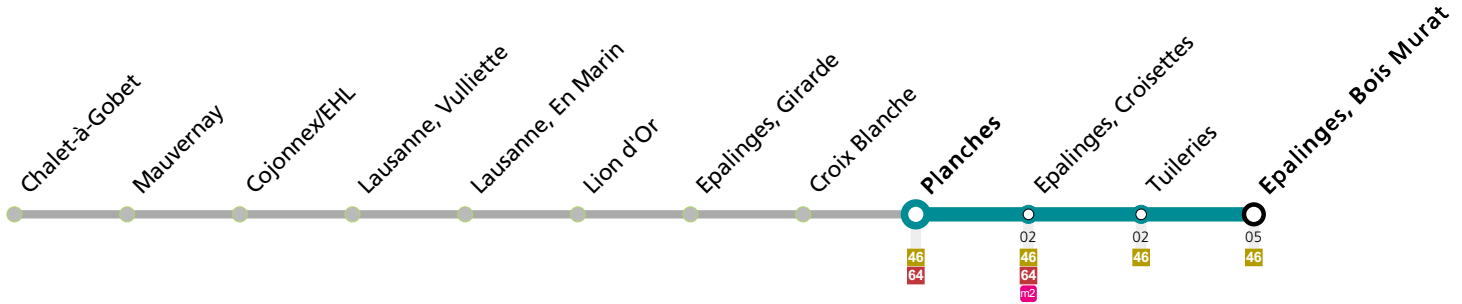 Chalet-à-Gobet
Mauvernay
Cojonnex/EHL
Lausanne, Vulliette
Lausanne, En Marin
Lion d'Or
Epalinges, Girarde
Croix Blanche
Planches
Epalinges, Croisettes
Tuileries
Epalinges, Bois Murat
02 02 05
46 46 46 46
64 64
m2